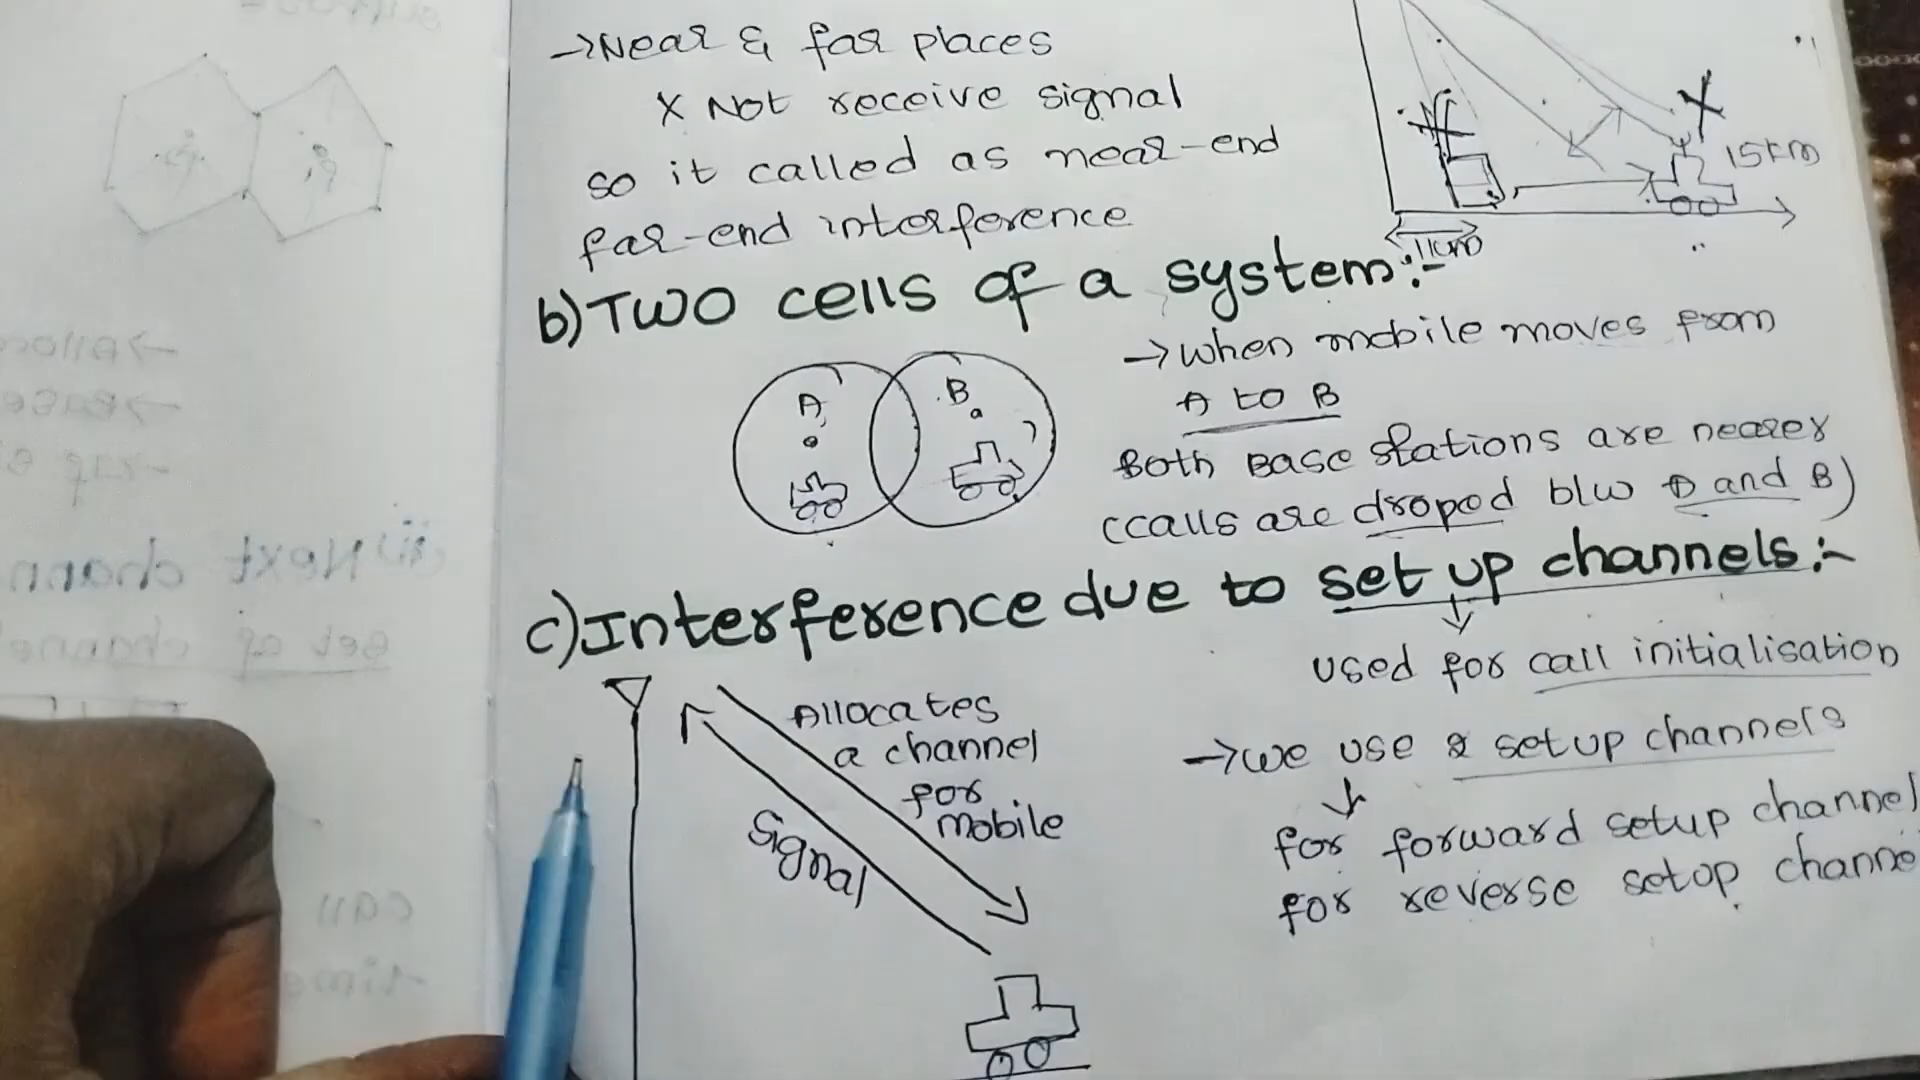 →Near & far places
x Not receive signal
so it called as near-end
far-end interference
15km
1km
b) Two cells of a system:-
A
B
→when mobile moves from
A to B
Both Base stations are nearer
(calls are droped b/w A and B)
c) Interference due to set up channels:-
used for call initialisation
Allocates
a channel
for
mobile
signal
→we use 2 setup channels
for forward setup channel
for reverse setup channe